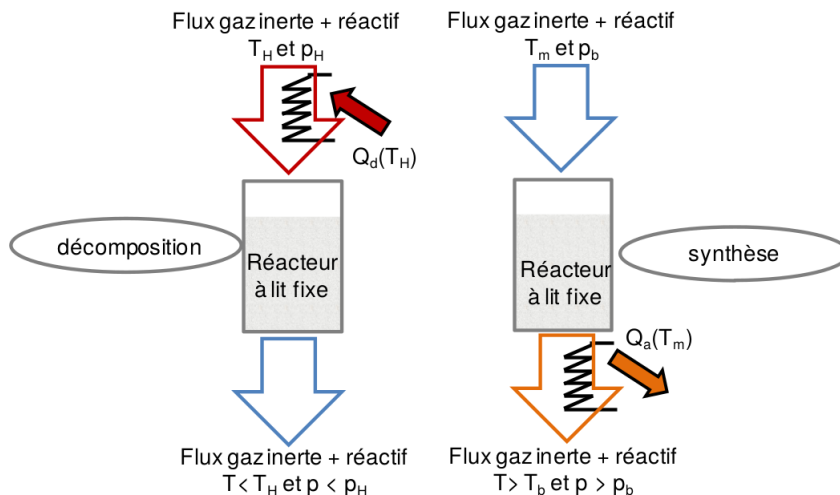 Flux gaz inerte + réactif
T_H et p_H
Q_d(T_H)
décomposition
Réacteur
à lit fixe
Flux gaz inerte + réactif
T< T_H et p < p_H
Flux gaz inerte + réactif
T_m et p_b
Réacteur
à lit fixe
synthèse
Q_a(T_m)
Flux gaz inerte + réactif
T> T_b et p > p_b